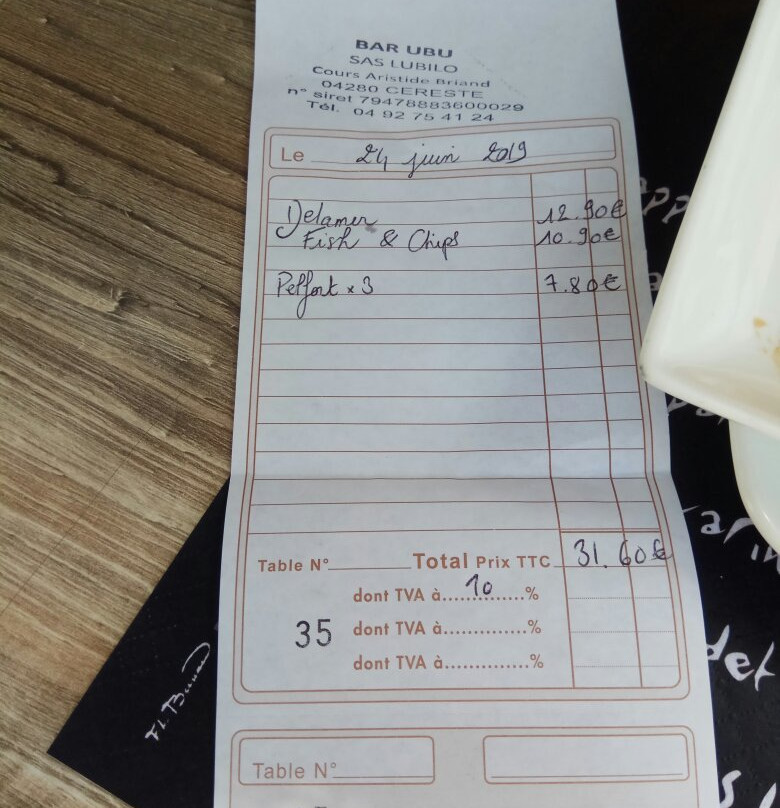 BAR UBU
SAS LUBILO
Cours Aristide Briand
04280 CERESTE
n° siret 79478883600029
Tél. 04 92 75 41 24
Le 24 juin 2019
Delamer 12.90€
Fish & Chips 10.90€
Pelfort x 3 7.80€
Table N° Total Prix TTC 31.60€
dont TVA à 10 %
35 dont TVA à %
dont TVA à %
Table N°